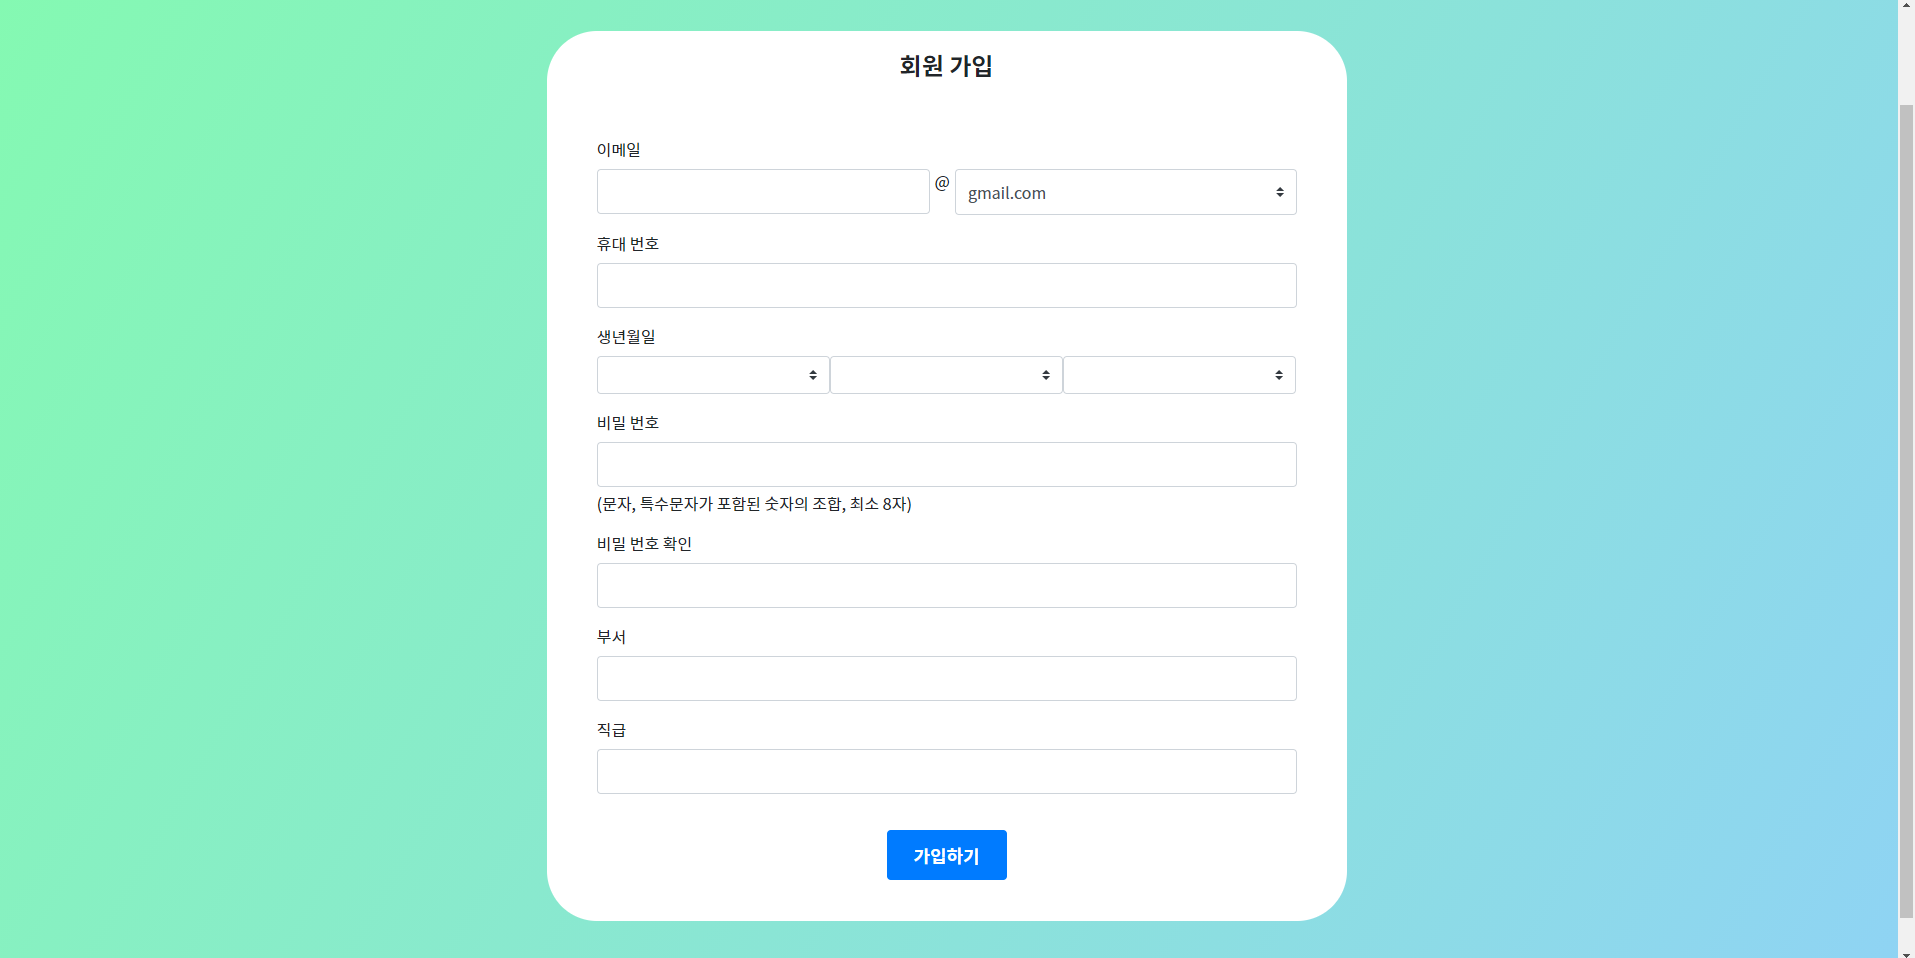 회원 가입
이메일
@ gmail.com
휴대 번호
생년월일
비밀 번호
(문자, 특수문자가 포함된 숫자의 조합, 최소 8자)
비밀 번호 확인
부서
직급
가입하기